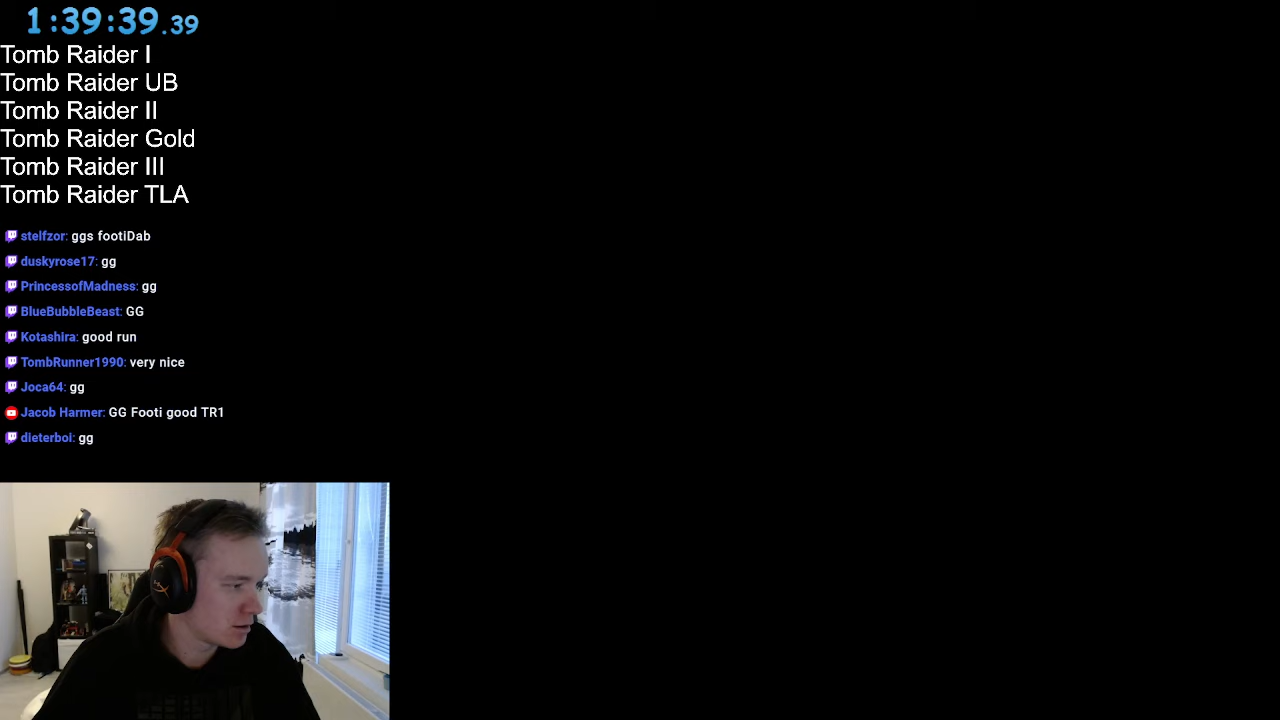 1:39:39.39
Tomb Raider I
Tomb Raider UB
Tomb Raider II
Tomb Raider Gold
Tomb Raider III
Tomb Raider TLA
stelfzor: ggs footiDab
duskyrose17: gg
PrincessofMadness: gg
BlueBubbleBeast: GG
Kotashira: good run
TombRunner1990: very nice
Joca64: gg
Jacob Harmer: GG Footi good TR1
dieterboi: gg